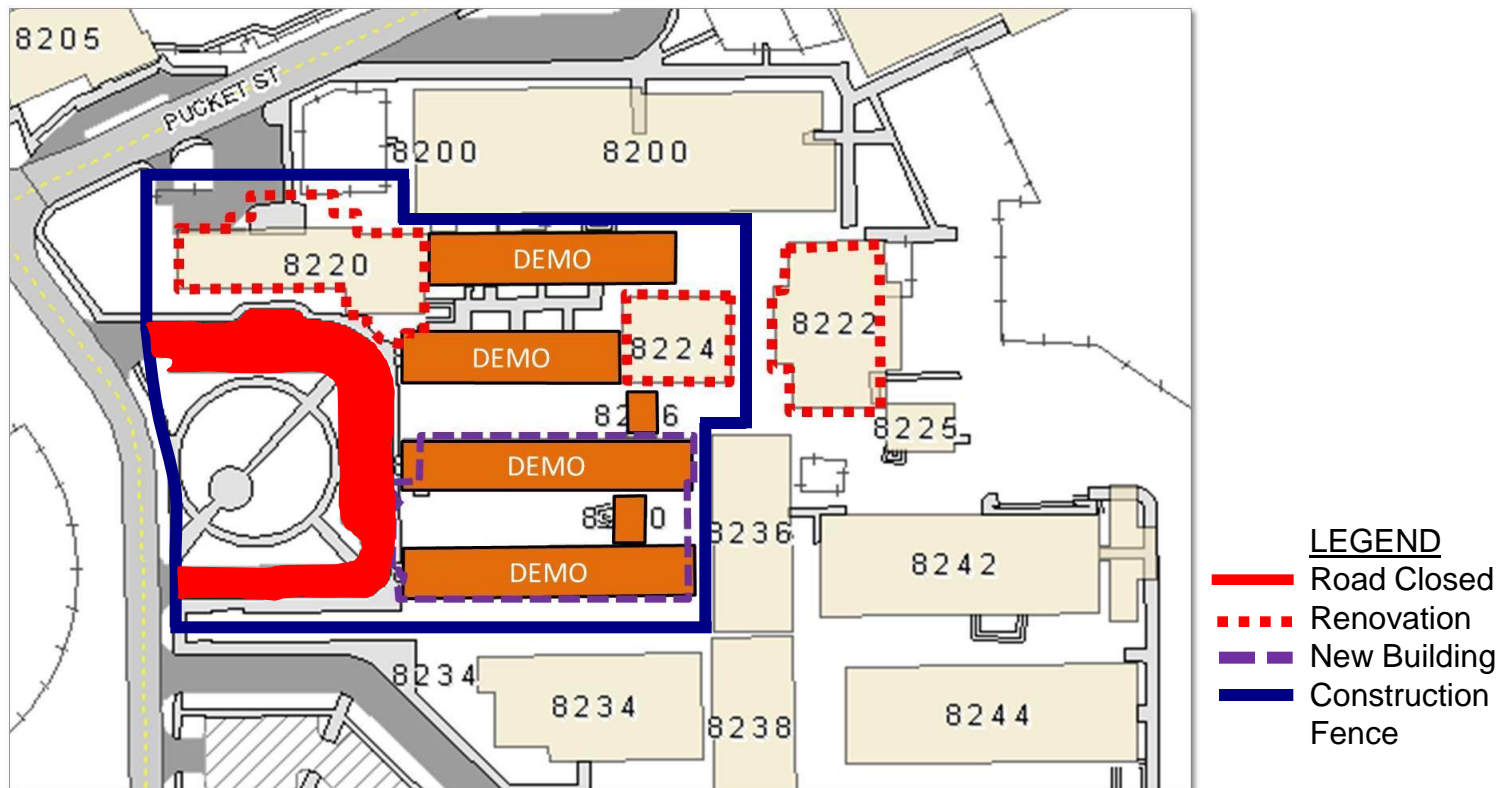 8205
PUCKET ST
8200
8200
8220
DEMO
8222
8224
DEMO
8225
DEMO
8236
DEMO
8242
8234
8234
8238
8244
LEGEND
Road Closed
Renovation
New Building
Construction
Fence